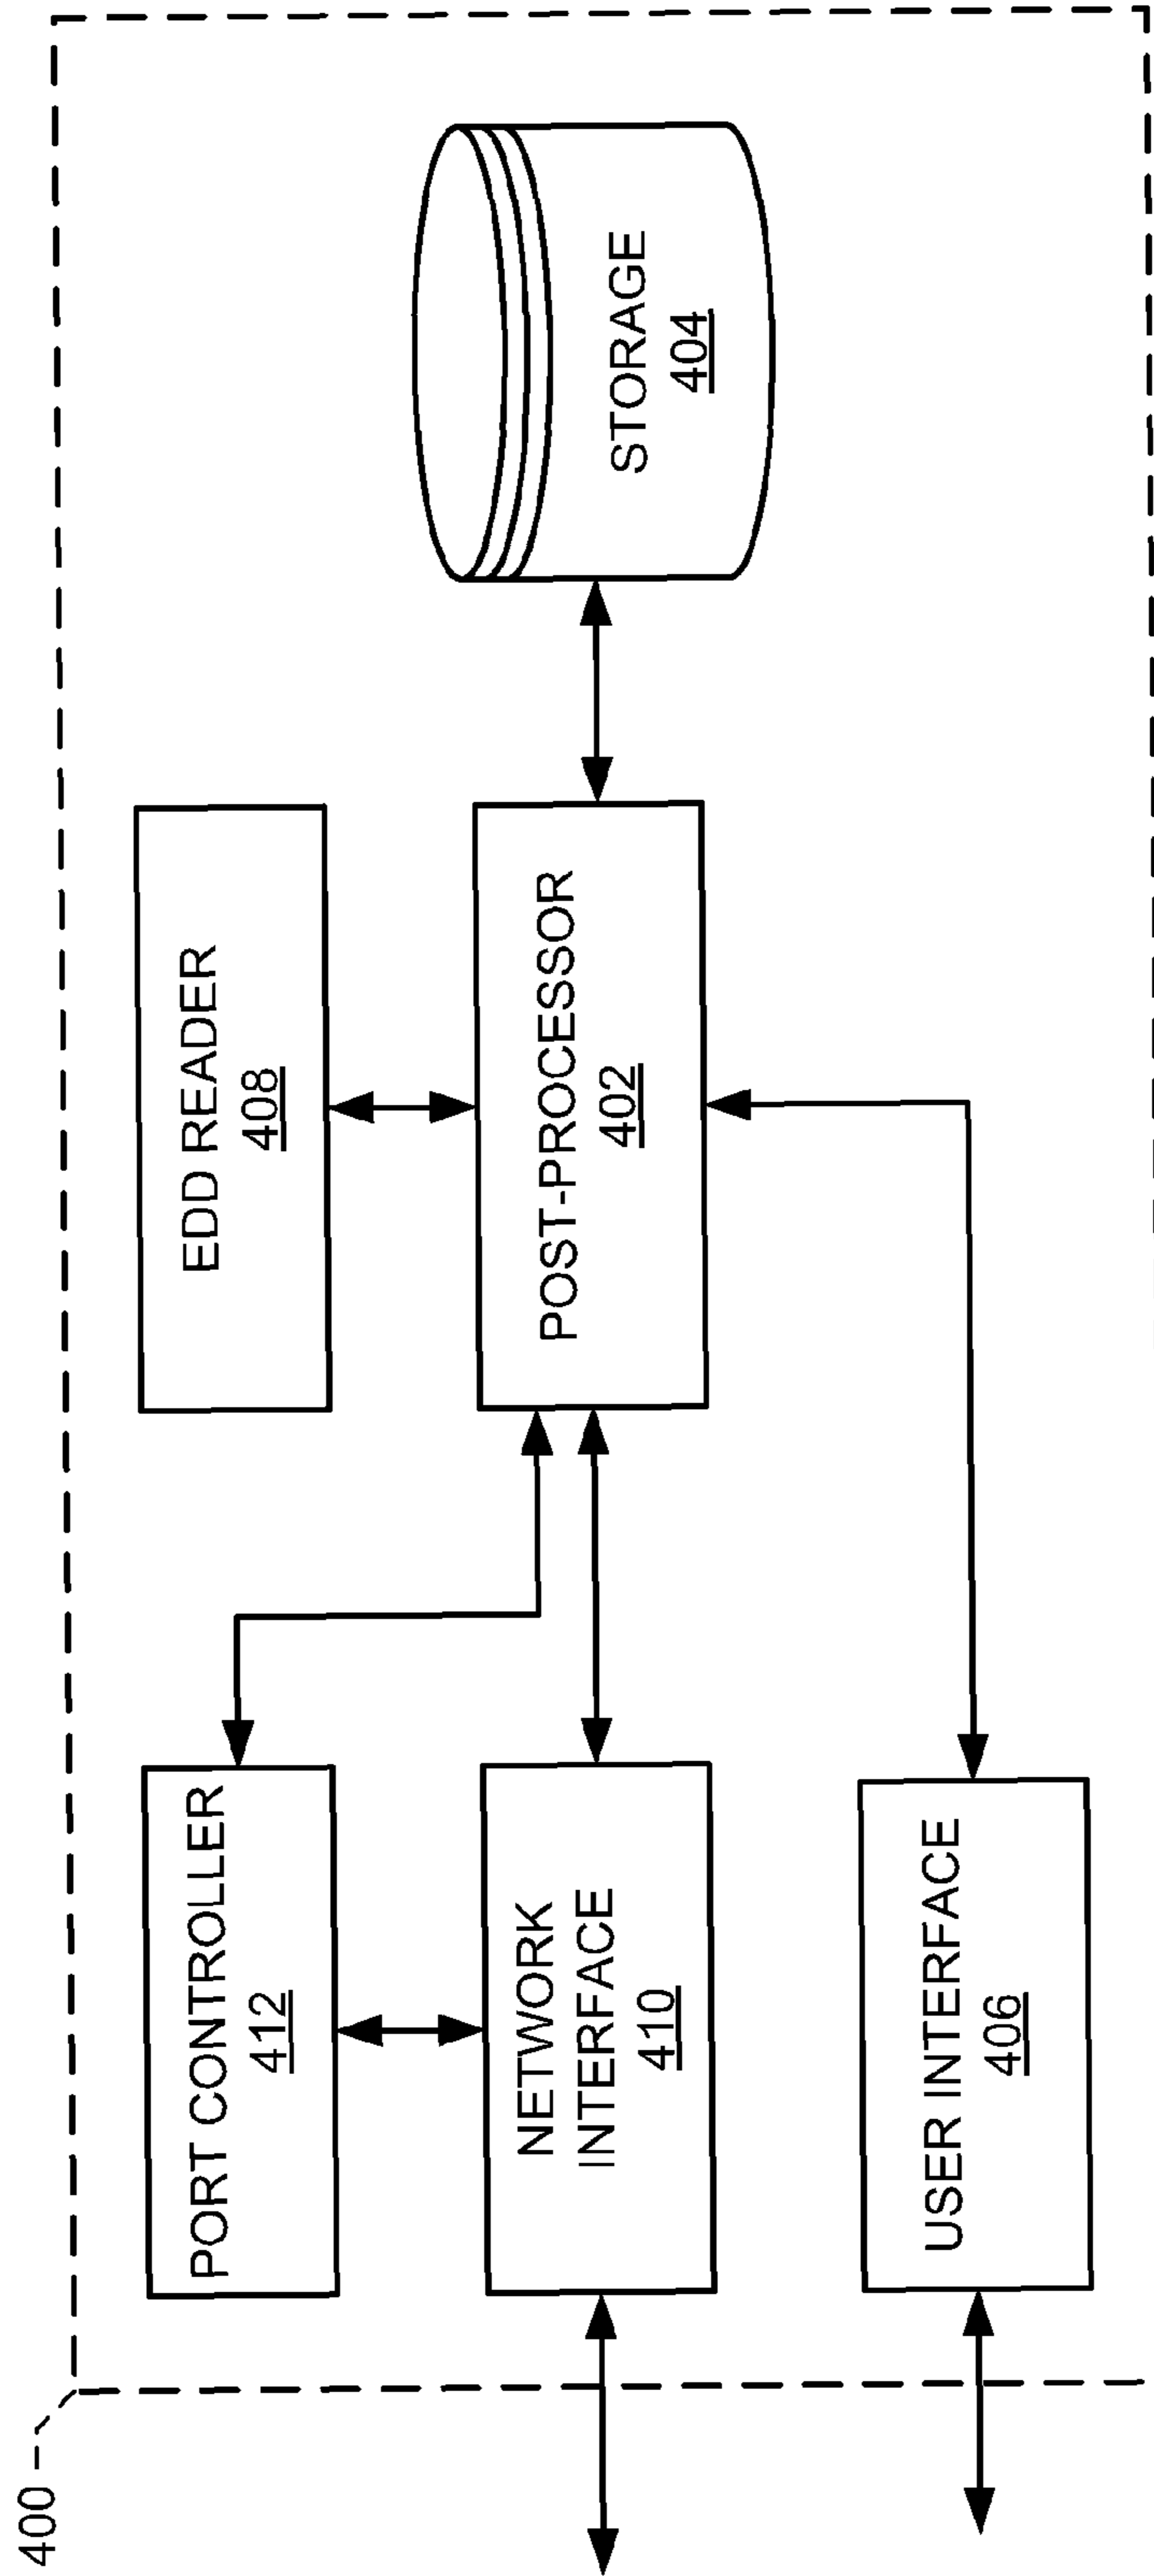 400
PORT CONTROLLER
412
EDD READER
408
NETWORK
INTERFACE
410
POST-PROCESSOR
402
STORAGE
404
USER INTERFACE
406